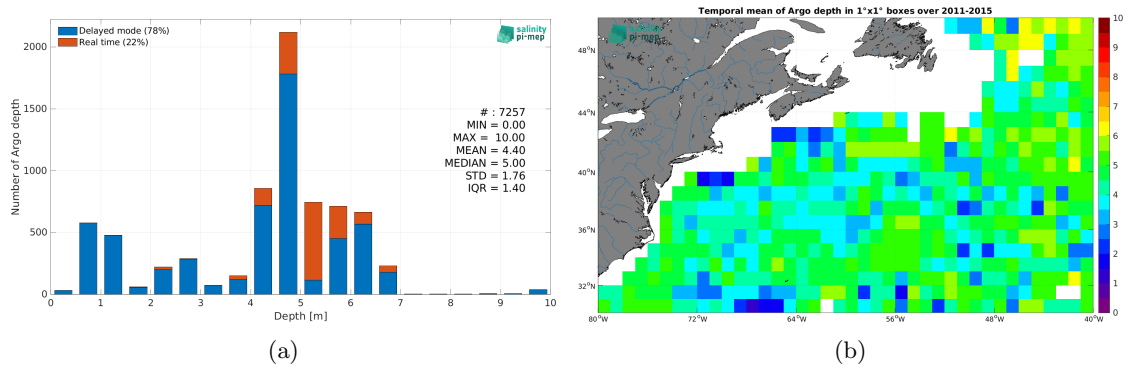 Delayed mode (78%)
Real time (22%)
salinity
pi-mep
# : 7257
MIN = 0.00
MAX = 10.00
MEAN = 4.40
MEDIAN = 5.00
STD = 1.76
IQR = 1.40
Number of Argo depth
2000
1500
1000
500
0
0 1 2 3 4 5 6 7 8 9 10
Depth [m]
(a)
Temporal mean of Argo depth in 1°x1° boxes over 2011-2015
salinity
pi-mep
48°N
44°N
40°N
36°N
32°N
80°W 72°W 64°W 56°W 48°W 40°W
10
9
8
7
6
5
4
3
2
1
0
(b)